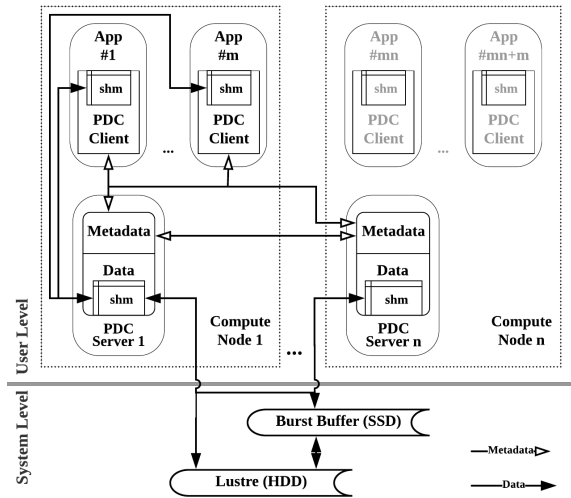 App
#1
shm
PDC
Client
...
App
#m
shm
PDC
Client
App
#mn
shm
PDC
Client
...
App
#mn+m
shm
PDC
Client
Metadata
Data
shm
PDC
Server 1
Compute
Node 1
...
Metadata
Data
shm
PDC
Server n
Compute
Node n
User Level
System Level
Burst Buffer (SSD)
Lustre (HDD)
Metadata
Data